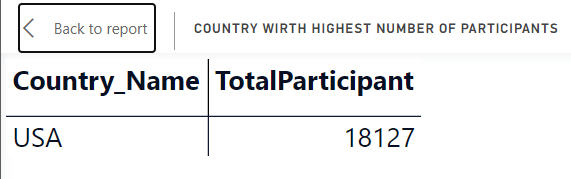 Back to report
COUNTRY WIRTH HIGHEST NUMBER OF PARTICIPANTS
Country_Name TotalParticipant
USA 18127